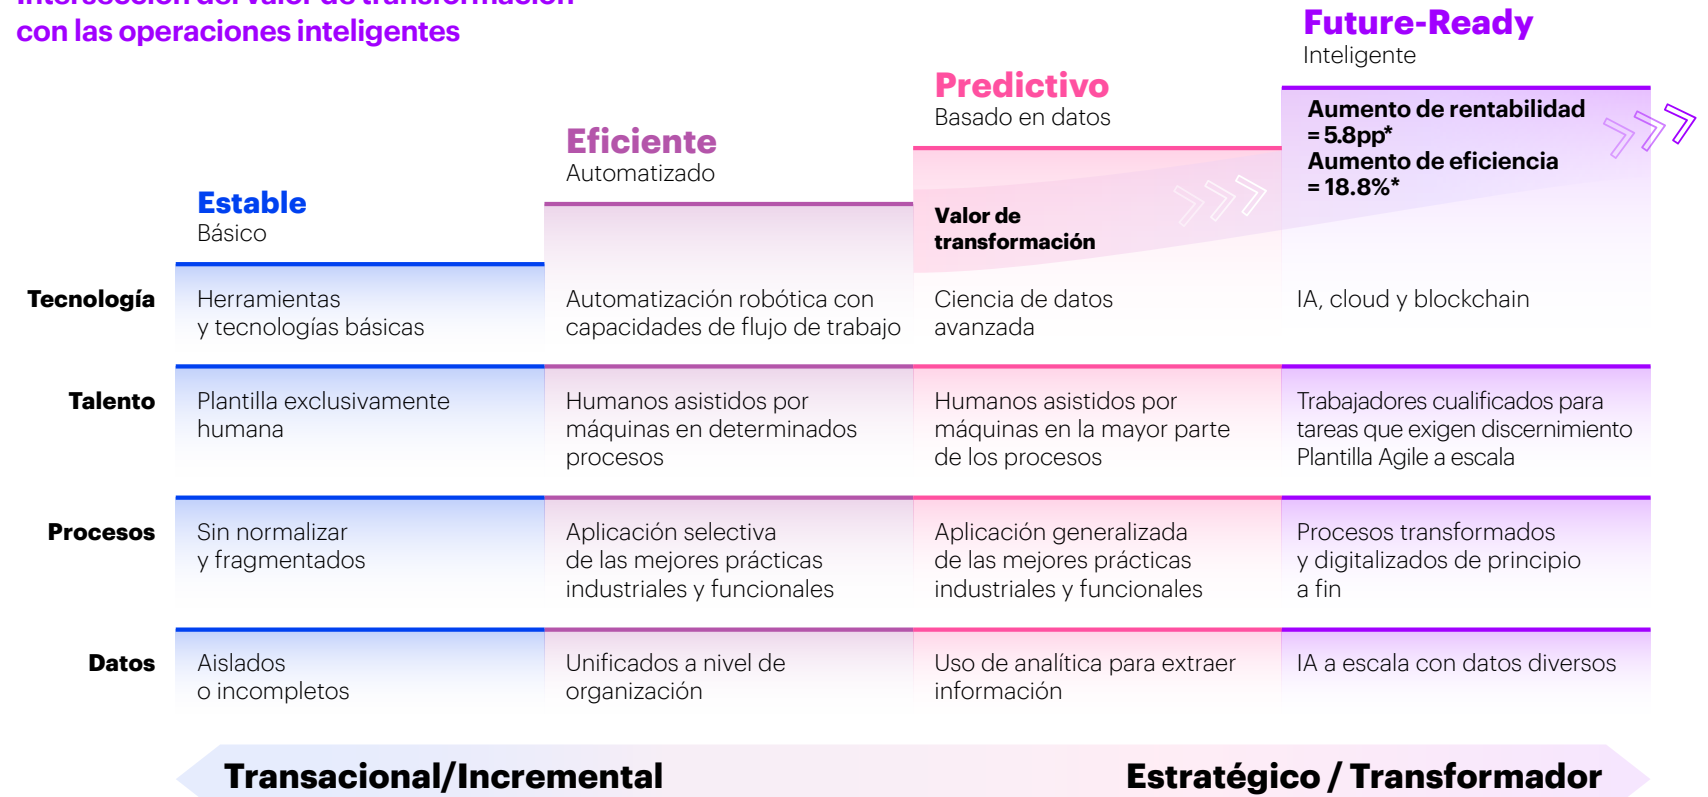 Intersección del valor de transformación
con las operaciones inteligentes
Future-Ready
Inteligente
Predictivo
Basado en datos
Eficiente
Automatizado
Estable
Básico
Aumento de rentabilidad
= 5.8pp*
Aumento de eficiencia
= 18.8%*
Valor de
transformación
Tecnología
Herramientas
y tecnologías básicas
Automatización robótica con
capacidades de flujo de trabajo
Ciencia de datos
avanzada
IA, cloud y blockchain
Talento
Plantilla exclusivamente
humana
Humanos asistidos por
máquinas en determinados
procesos
Humanos asistidos por
máquinas en la mayor parte
de los procesos
Trabajadores cualificados para
tareas que exigen discernimiento
Plantilla Agile a escala
Procesos
Sin normalizar
y fragmentados
Aplicación selectiva
de las mejores prácticas
industriales y funcionales
Aplicación generalizada
de las mejores prácticas
industriales y funcionales
Procesos transformados
y digitalizados de principio
a fin
Datos
Aislados
o incompletos
Unificados a nivel de
organización
Uso de analítica para extraer
información
IA a escala con datos diversos
Transacional/Incremental
Estratégico / Transformador